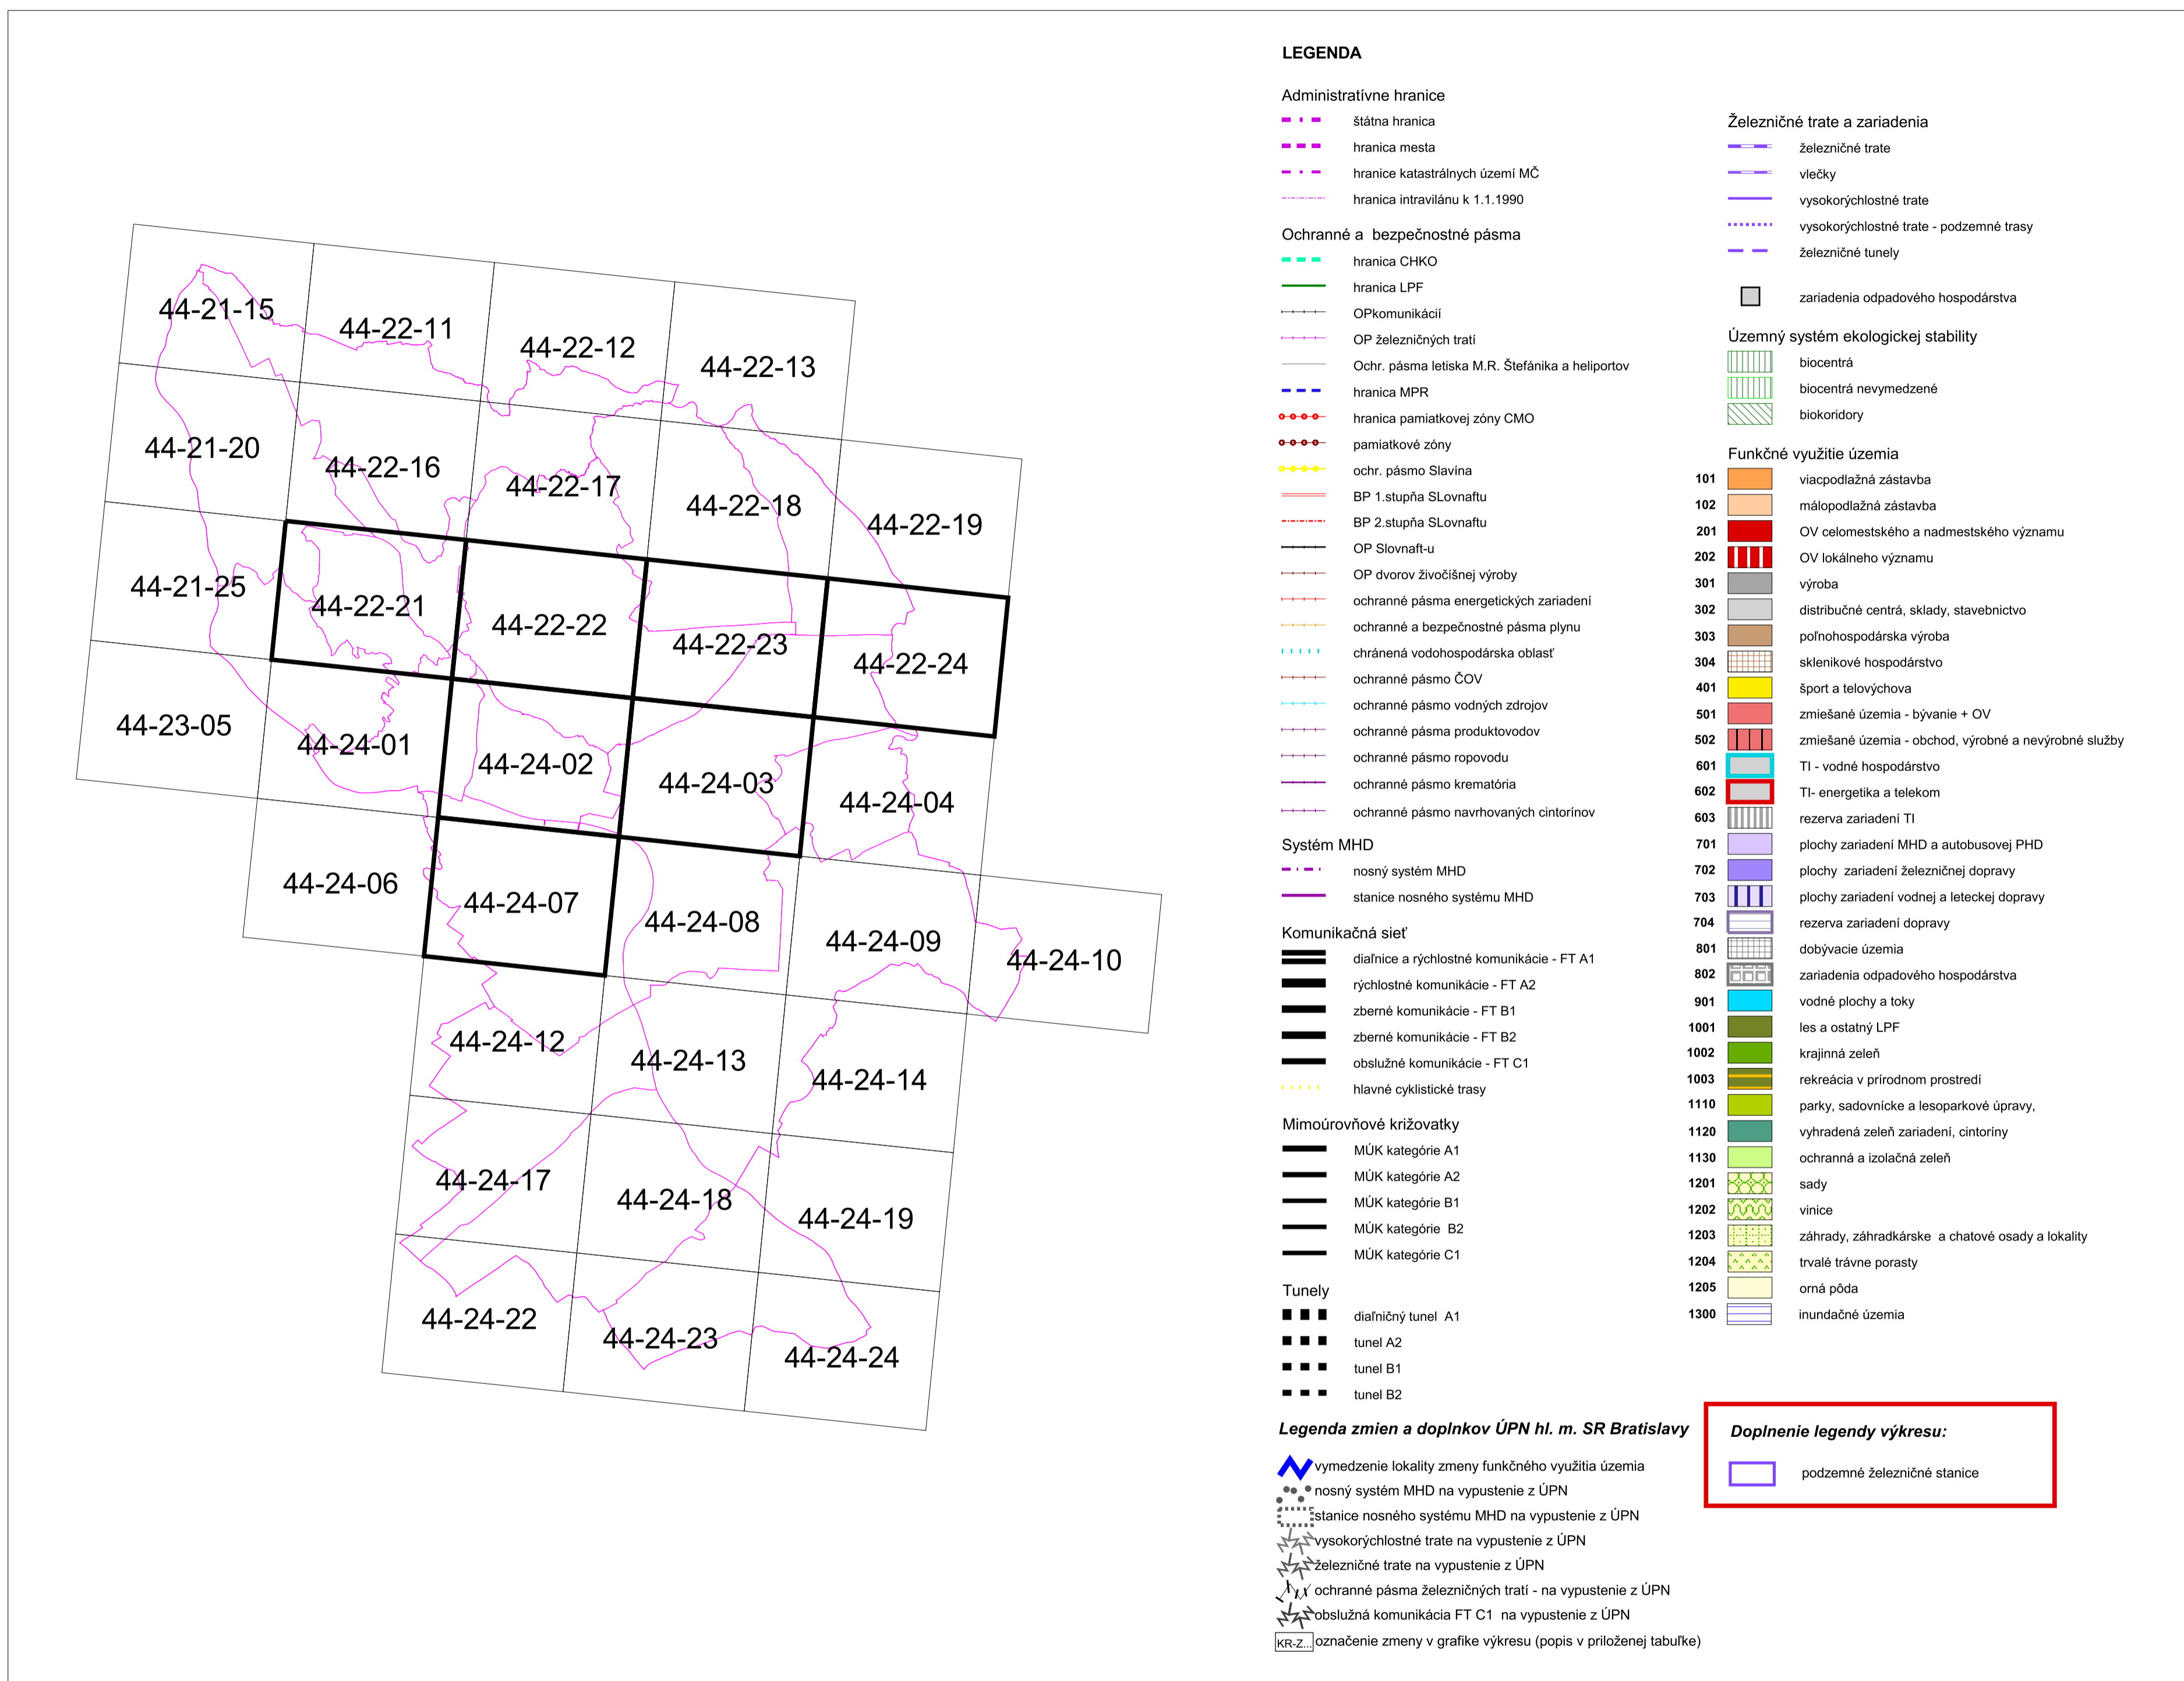 44-21-15
44-22-11
44-22-12
44-22-13
44-21-20
44-22-16
44-22-17
44-22-18
44-22-19
44-21-25
44-22-21
44-22-22
44-22-23
44-22-24
44-23-05
44-24-01
44-24-02
44-24-03
44-24-04
44-24-06
44-24-07
44-24-08
44-24-09
44-24-10
44-24-12
44-24-13
44-24-14
44-24-17
44-24-18
44-24-19
44-24-22
44-24-23
44-24-24
LEGENDA
Administratívne hranice
štátna hranica
hranica mesta
hranice katastrálnych území MČ
hranica intravilánu k 1.1.1990
Ochranné a bezpečnostné pásma
hranica CHKO
hranica LPF
OPkomunikácií
OP železničných tratí
Ochr. pásma letiska M.R. Štefánika a heliportov
hranica MPR
hranica pamiatkovej zóny CMO
pamiatkové zóny
ochr. pásmo Slavína
BP 1.stupňa SLovnaftu
BP 2.stupňa SLovnaftu
OP Slovnaft-u
OP dvorov živočíšnej výroby
ochranné pásma energetických zariadení
ochranné a bezpečnostné pásma plynu
chránená vodohospodárska oblasť
ochranné pásmo ČOV
ochranné pásmo vodných zdrojov
ochranné pásma produktovodov
ochranné pásmo ropovodu
ochranné pásmo krematória
ochranné pásmo navrhovaných cintorínov
Systém MHD
nosný systém MHD
stanice nosného systému MHD
Komunikačná sieť
diaľnice a rýchlostné komunikácie - FT A1
rýchlostné komunikácie - FT A2
zberné komunikácie - FT B1
zberné komunikácie - FT B2
obslužné komunikácie - FT C1
hlavné cyklistické trasy
Mimoúrovňové križovatky
MÚK kategórie A1
MÚK kategórie A2
MÚK kategórie B1
MÚK kategórie B2
MÚK kategórie C1
Tunely
diaľničný tunel A1
tunel A2
tunel B1
tunel B2
Legenda zmien a doplnkov ÚPN hl. m. SR Bratislavy
vymedzenie lokality zmeny funkčného využitia územia
nosný systém MHD na vypustenie z ÚPN
stanice nosného systému MHD na vypustenie z ÚPN
vysokorýchlostné trate na vypustenie z ÚPN
železničné trate na vypustenie z ÚPN
ochranné pásma železničných tratí - na vypustenie z ÚPN
obslužná komunikácia FT C1 na vypustenie z ÚPN
KR-Z... označenie zmeny v grafike výkresu (popis v priloženej tabuľke)
Železničné trate a zariadenia
železničné trate
vlečky
vysokorýchlostné trate
vysokorýchlostné trate - podzemné trasy
železničné tunely
zariadenia odpadového hospodárstva
Územný systém ekologickej stability
biocentrá
biocentrá nevymedzené
biokoridory
Funkčné využitie územia
101 viacpodlažná zástavba
102 málopodlažná zástavba
201 OV celomestského a nadmestského významu
202 OV lokálneho významu
301 výroba
302 distribučné centrá, sklady, stavebníctvo
303 poľnohospodárska výroba
304 sklenikové hospodárstvo
401 šport a telovýchova
501 zmiešané územia - bývanie + OV
502 zmiešané územia - obchod, výrobné a nevýrobné služby
601 TI - vodné hospodárstvo
602 TI- energetika a telekom
603 rezerva zariadení TI
701 plochy zariadení MHD a autobusovej PHD
702 plochy zariadení železničnej dopravy
703 plochy zariadení vodnej a leteckej dopravy
704 rezerva zariadení dopravy
801 dobývacie územia
802 zariadenia odpadového hospodárstva
901 vodné plochy a toky
1001 les a ostatný LPF
1002 krajinná zeleň
1003 rekreácia v prírodnom prostredí
1110 parky, sadovnícke a lesoparkové úpravy,
1120 vyhradená zeleň zariadení, cintoríny
1130 ochranná a izolačná zeleň
1201 sady
1202 vinice
1203 záhrady, záhradkárske a chatové osady a lokality
1204 trvalé trávne porasty
1205 orná pôda
1300 inundačné územia
Doplnenie legendy výkresu:
podzemné železničné stanice